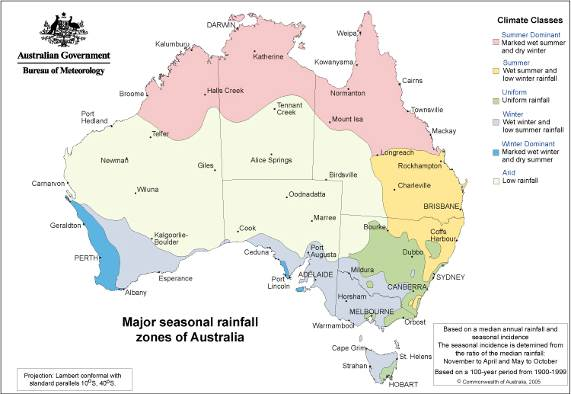 Australian Government
Bureau of Meteorology
DARWIN
Weipa
Kalumburu
Katherine
Kowanyama
Cairns
Broome
Halls Creek
Normanton
Tennant
Creek
Townsville
Port
Hedland
Mount Isa
Mackay
Telfer
Longreach
Newman
Giles
Alice Springs
Rockhampton
Birdsville
Carnarvon
Wiluna
Oodnadatta
Charleville
BRISBANE
Geraldton
Kalgoorlie-
Boulder
Cook
Marree
Bourke
Coffs
Harbour
PERTH
Ceduna
Port
Augusta
Dubbo
Esperance
Port
Lincoln
ADELAIDE
Mildura
SYDNEY
Albany
CANBERRA
Horsham
MELBOURNE
Warrnambool
Orbost
Cape Grim
St. Helens
Strahan
HOBART
Climate Classes
Summer Dominant
Marked wet summer
and dry winter
Summer
Wet summer and
low winter rainfall
Uniform
Uniform rainfall
Winter
Wet winter and
low summer rainfall
Winter Dominant
Marked wet winter
and dry summer
Arid
Low rainfall
Major seasonal rainfall
zones of Australia
Projection: Lambert conformal with
standard parallels 10°S, 40°S.
Based on a median annual rainfall and
seasonal incidence
The seasonal incidence is determined from
the ratio of the median rainfall:
November to April and May to October
Based on a 100-year period from 1900-1999
© Commonwealth of Australia, 2005